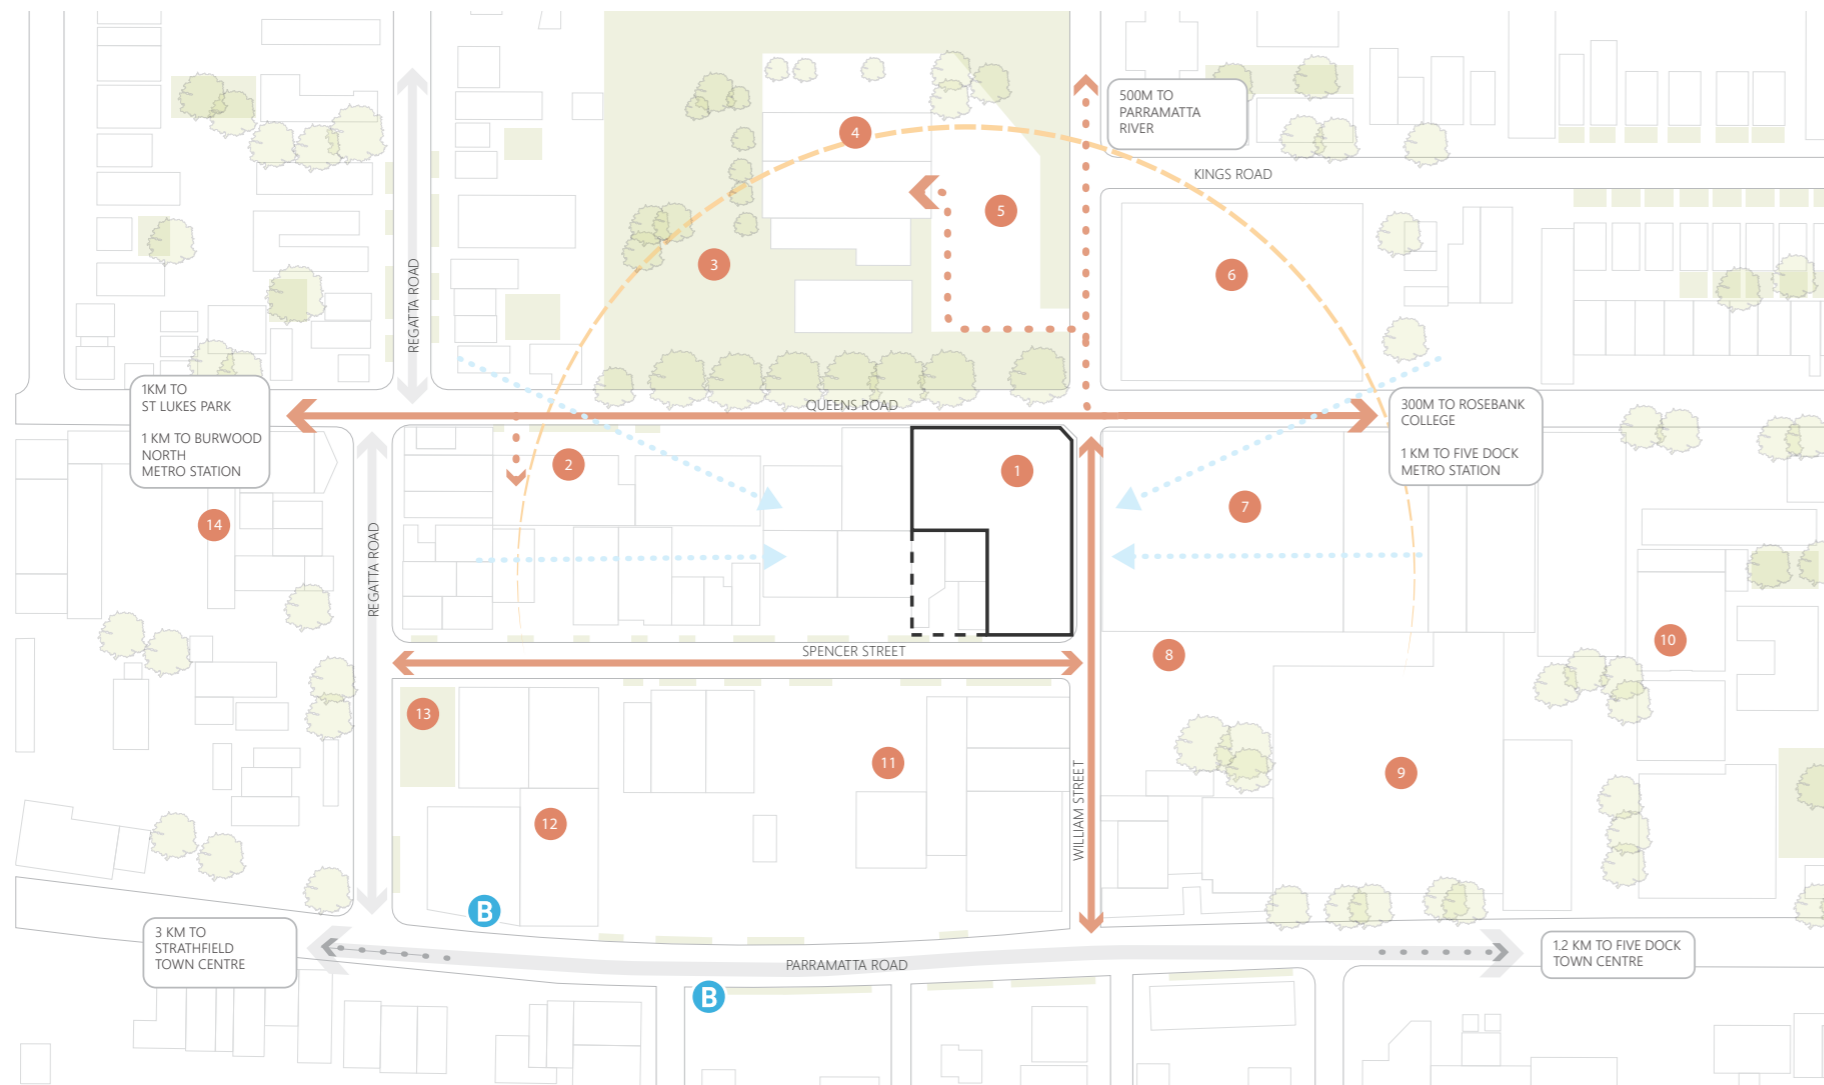 4
500M TO
PARRAMATTA
RIVER
KINGS ROAD
5
3
6
REGATTA ROAD
1KM TO
ST LUKES PARK
1 KM TO BURWOOD
NORTH
METRO STATION
QUEENS ROAD
300M TO ROSEBANK
COLLEGE
1 KM TO FIVE DOCK
METRO STATION
2
1
7
14
REGATTA ROAD
SPENCER STREET
8
10
13
11
9
12
WILLIAM STREET
B
3 KM TO
STRATHFIELD
TOWN CENTRE
PARRAMATTA ROAD
1.2 KM TO FIVE DOCK
TOWN CENTRE
B